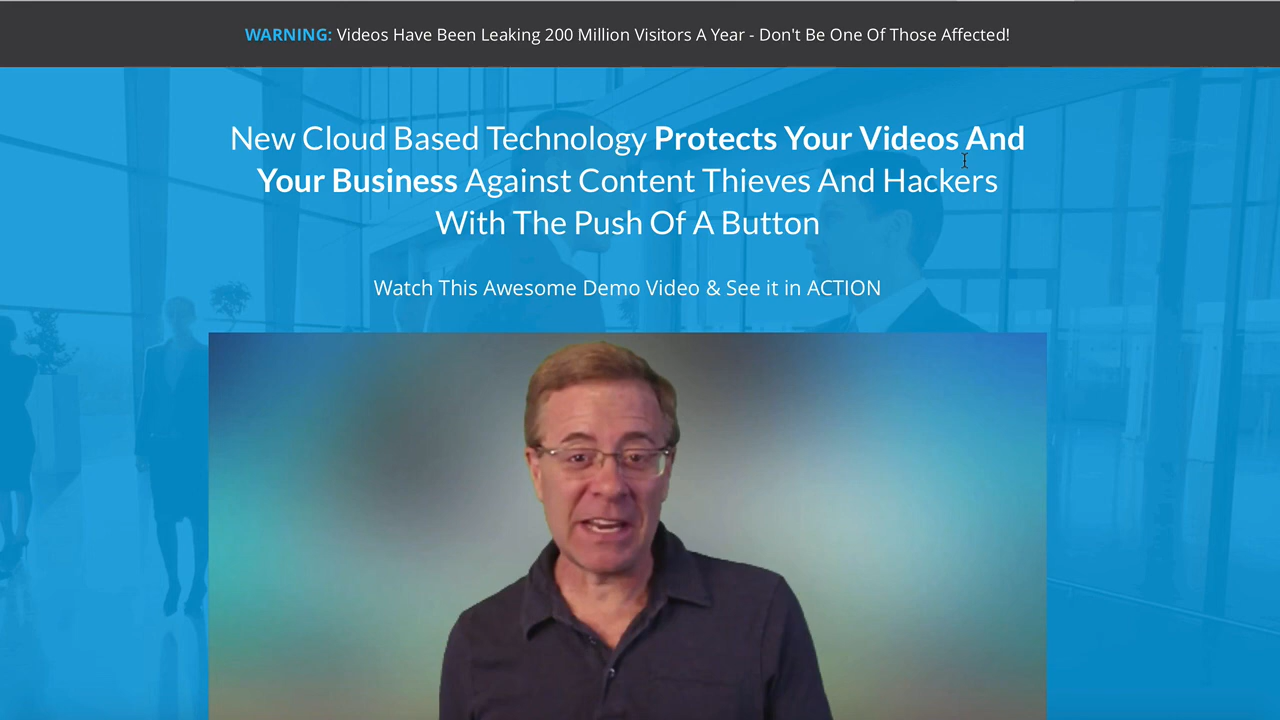 WARNING: Videos Have Been Leaking 200 Million Visitors A Year - Don't Be One Of Those Affected!
New Cloud Based Technology Protects Your Videos And
Your Business Against Content Thieves And Hackers
With The Push Of A Button
Watch This Awesome Demo Video & See it in ACTION